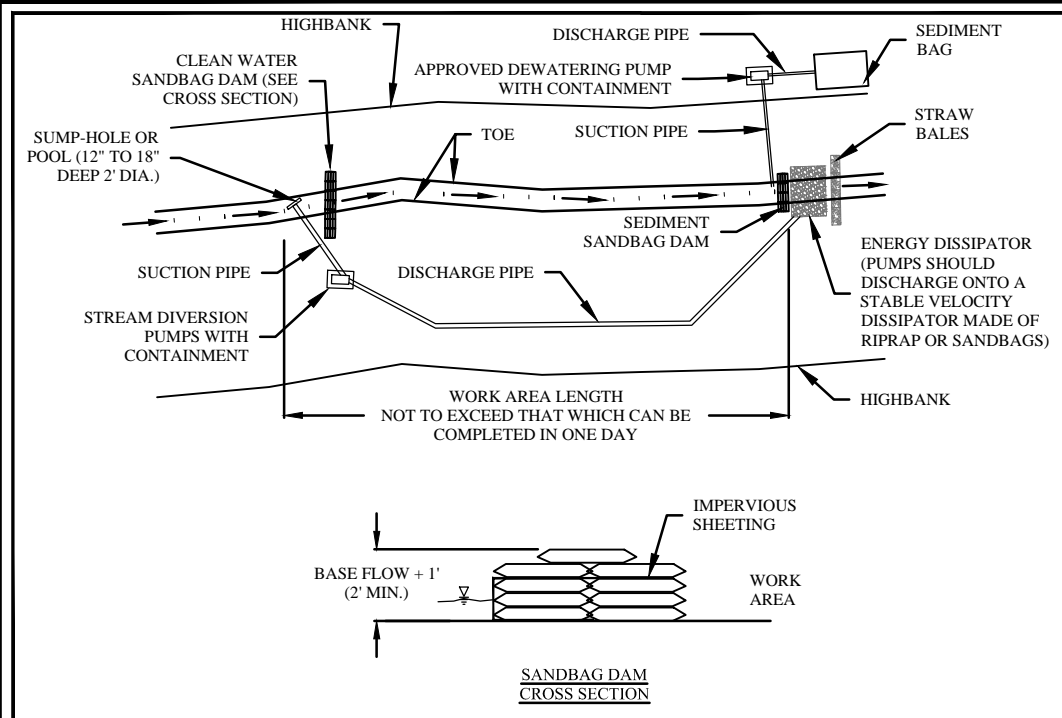 HIGHBANK
DISCHARGE PIPE
SEDIMENT
BAG
CLEAN WATER
SANDBAG DAM (SEE
CROSS SECTION)
APPROVED DEWATERING PUMP
WITH CONTAINMENT
SUMP-HOLE OR
POOL (12" TO 18"
DEEP 2' DIA.)
TOE
SUCTION PIPE
STRAW
BALES
SEDIMENT
SANDBAG DAM
SUCTION PIPE
DISCHARGE PIPE
ENERGY DISSIPATOR
(PUMPS SHOULD
DISCHARGE ONTO A
STABLE VELOCITY
DISSIPATOR MADE OF
RIPRAP OR SANDBAGS)
STREAM DIVERSION
PUMPS WITH
CONTAINMENT
WORK AREA LENGTH
NOT TO EXCEED THAT WHICH CAN BE
COMPLETED IN ONE DAY
HIGHBANK
IMPERVIOUS
SHEETING
BASE FLOW + 1'
(2' MIN.)
WORK
AREA
SANDBAG DAM
CROSS SECTION